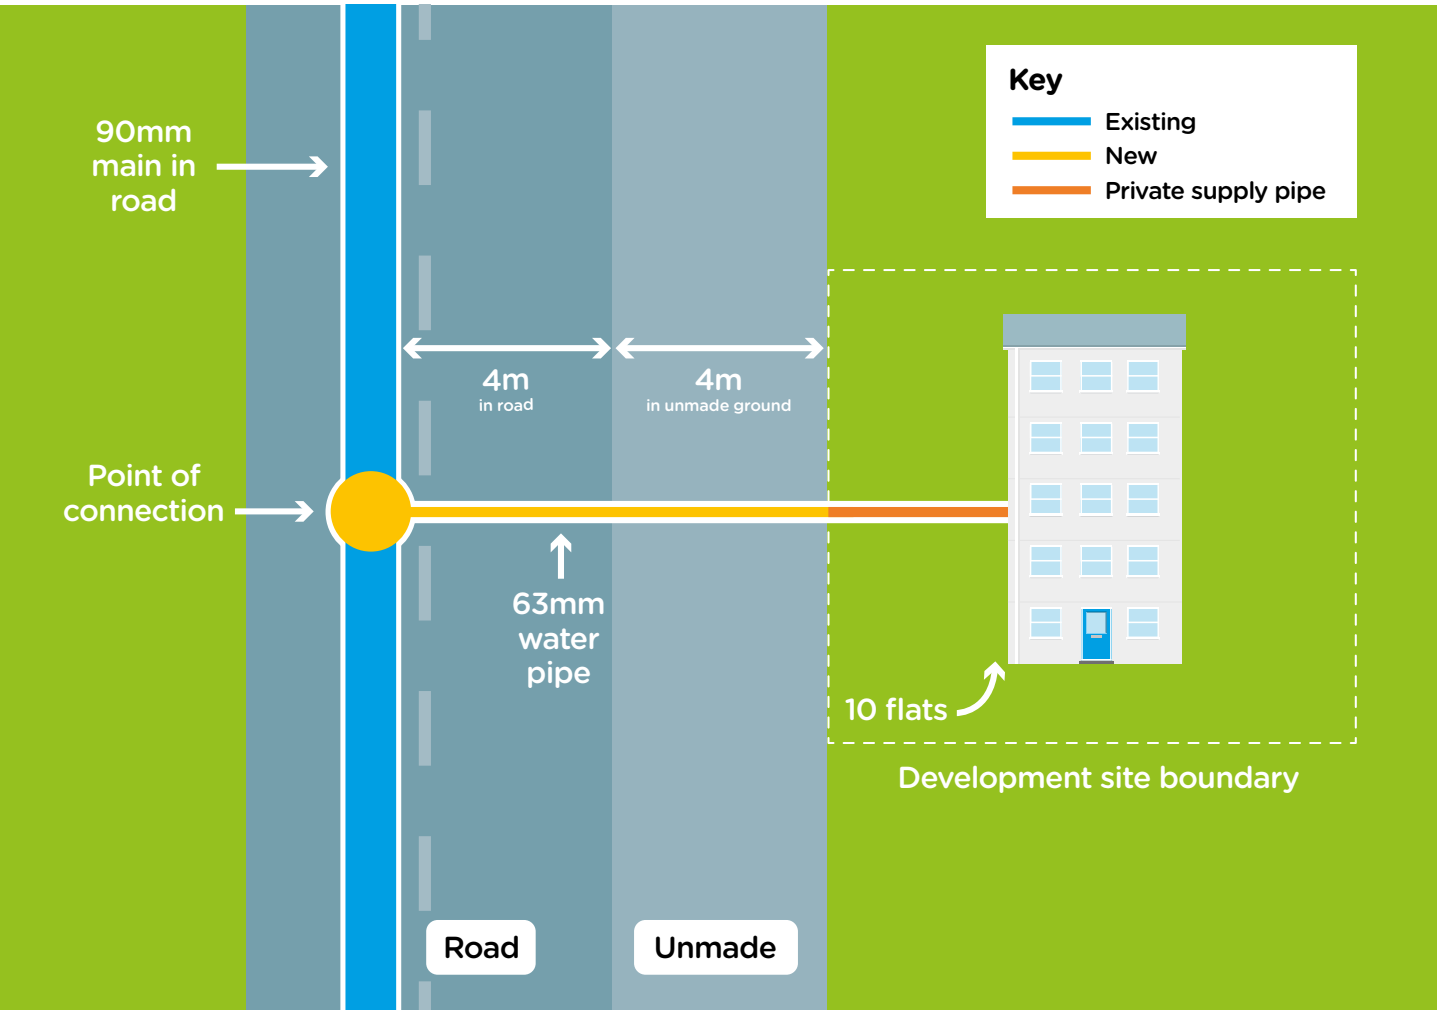 Key
Existing
New
Private supply pipe
90mm
main in
road
4m
in road
4m
in unmade ground
Point of
connection
63mm
water
pipe
10 flats
Development site boundary
Road
Unmade